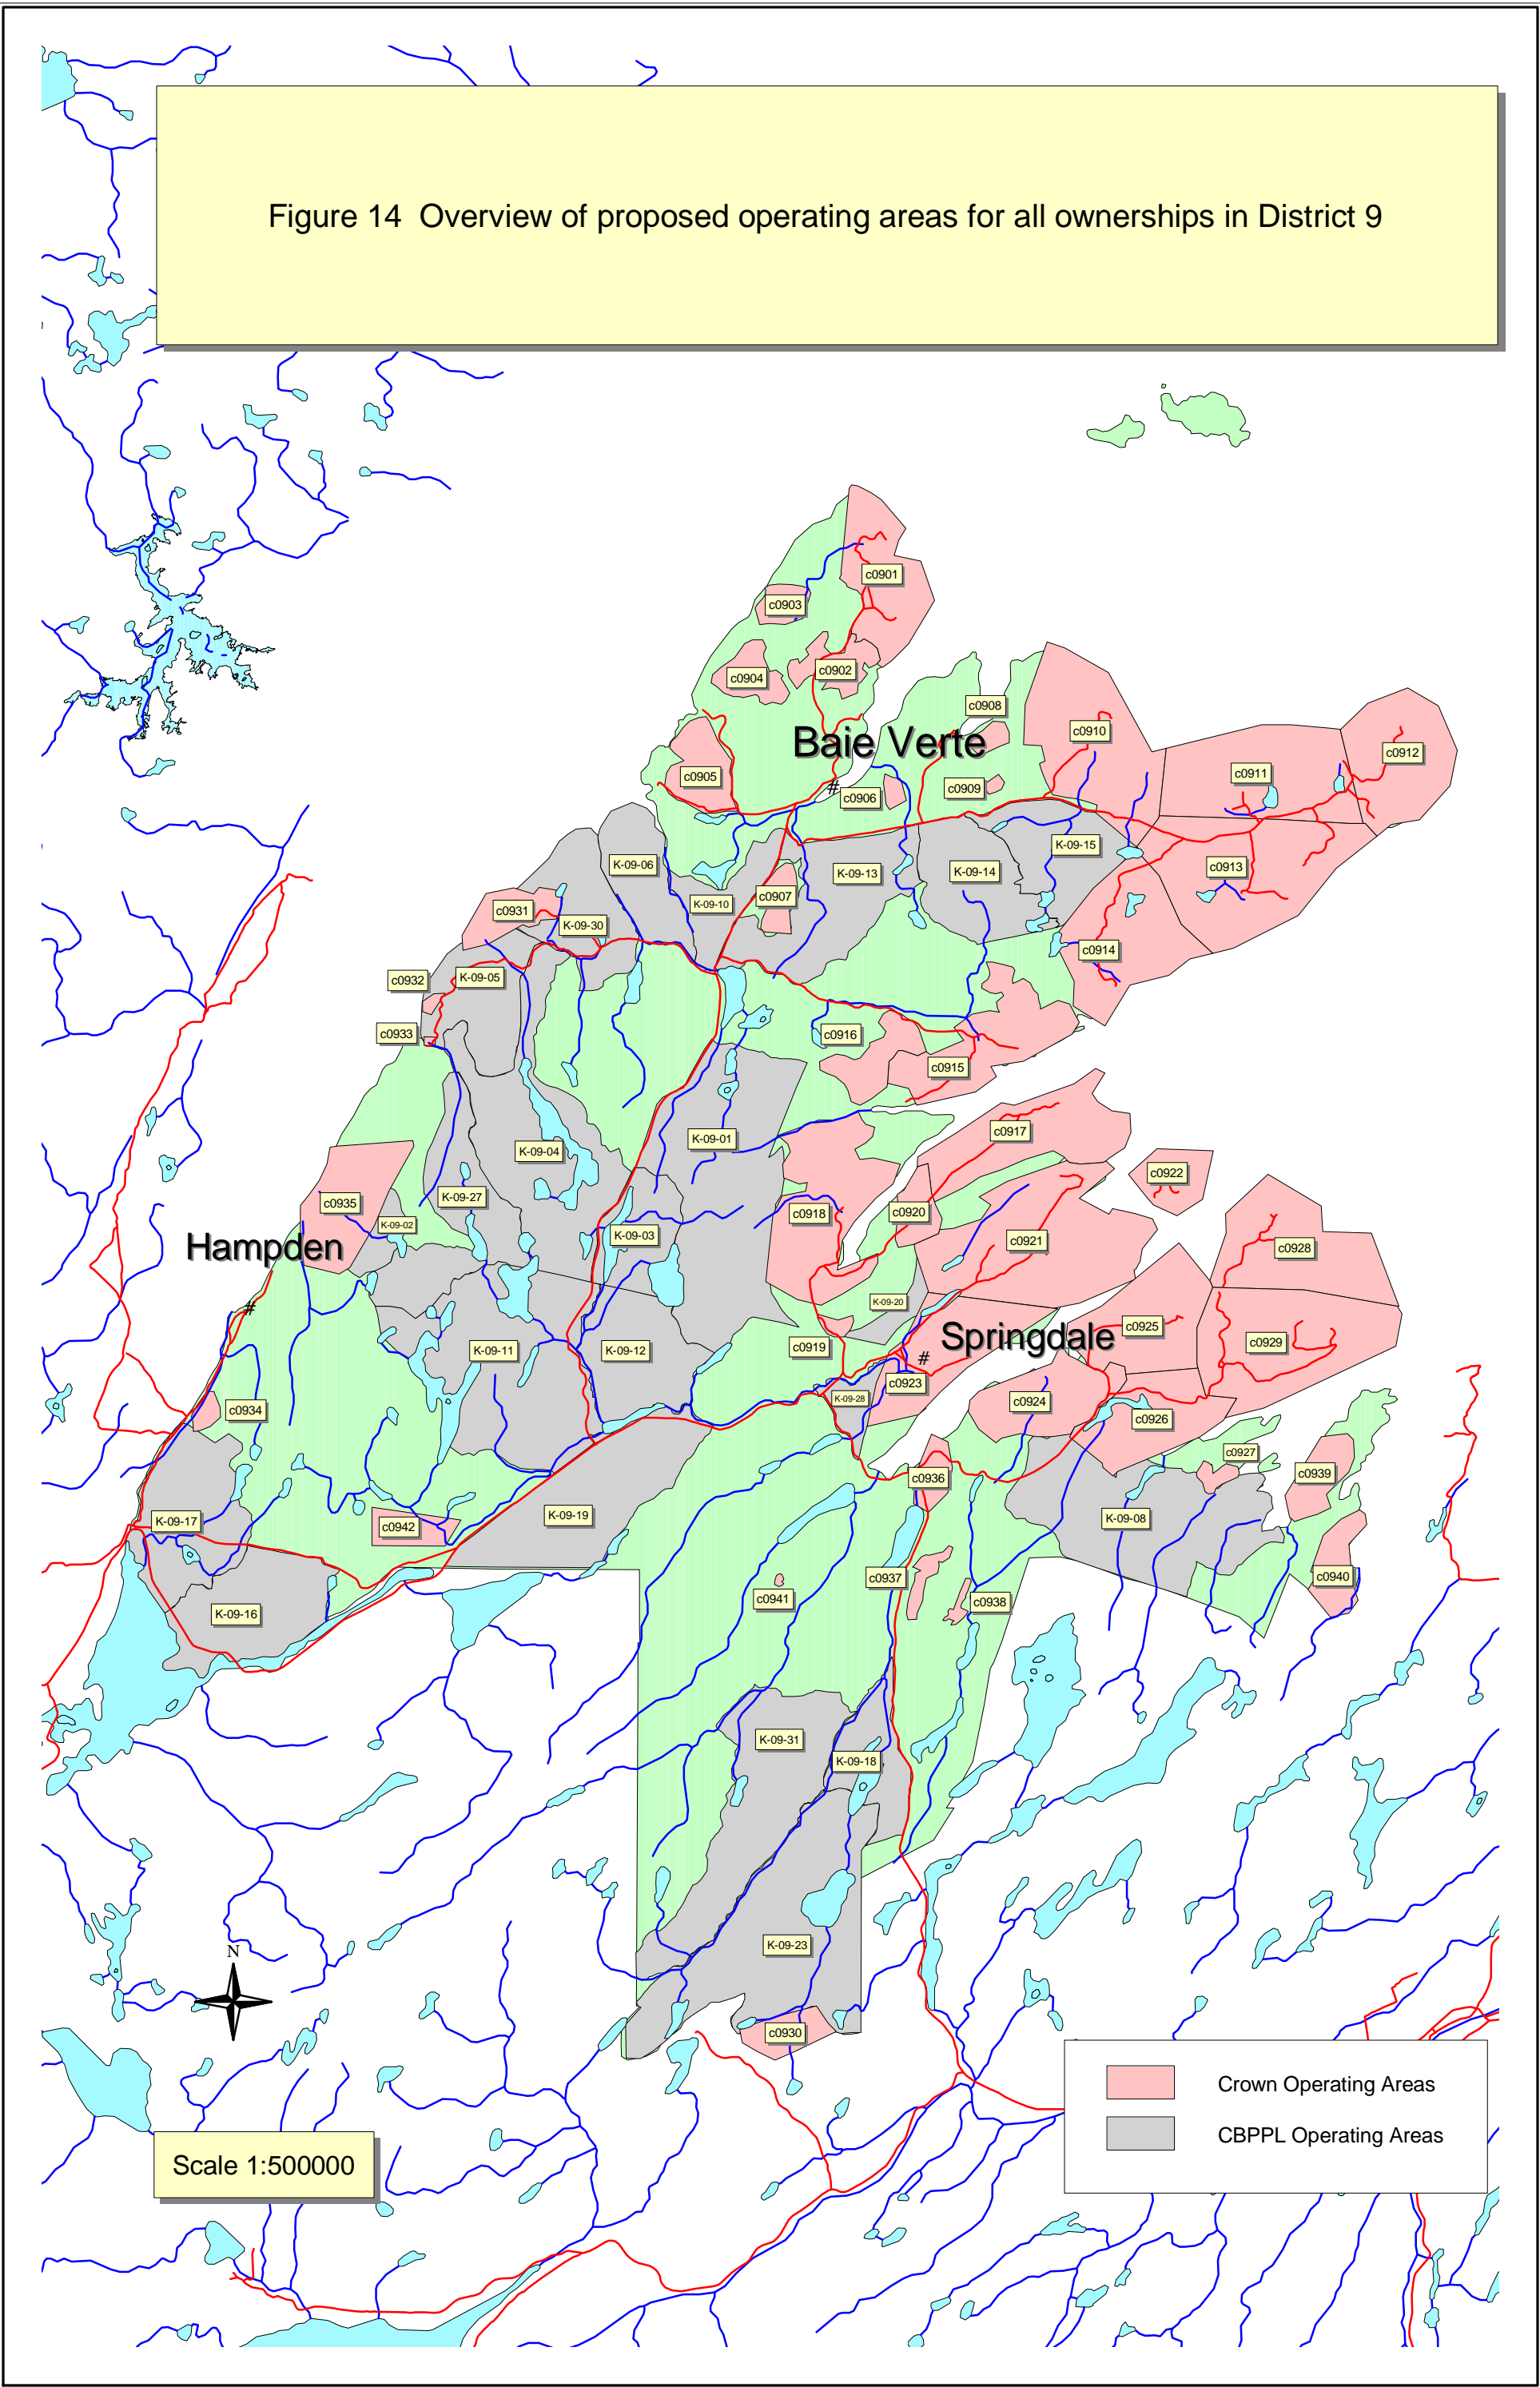 Figure 14 Overview of proposed operating areas for all ownerships in District 9
c0901
c0903
c0902
c0904
c0908
c0910
Baie Verte
c0912
c0911
c0905
#
c0906
c0909
K-09-15
K-09-06
c0913
K-09-13
K-09-14
c0907
K-09-10
c0931
K-09-30
c0914
c0932
K-09-05
c0933
c0916
c0915
c0917
K-09-01
K-09-04
c0922
K-09-27
c0935
c0918
c0920
K-09-02
K-09-03
c0921
Hampden
c0928
#
K-09-20
c0925
Springdale
c0929
c0919
K-09-11
K-09-12
#
c0923
K-09-28
c0924
c0934
c0926
c0927
c0939
c0936
K-09-19
K-09-08
K-09-17
c0942
c0937
c0940
c0941
c0938
K-09-16
K-09-31
K-09-18
K-09-23
N
c0930
Crown Operating Areas
CBPPL Operating Areas
Scale 1:500000